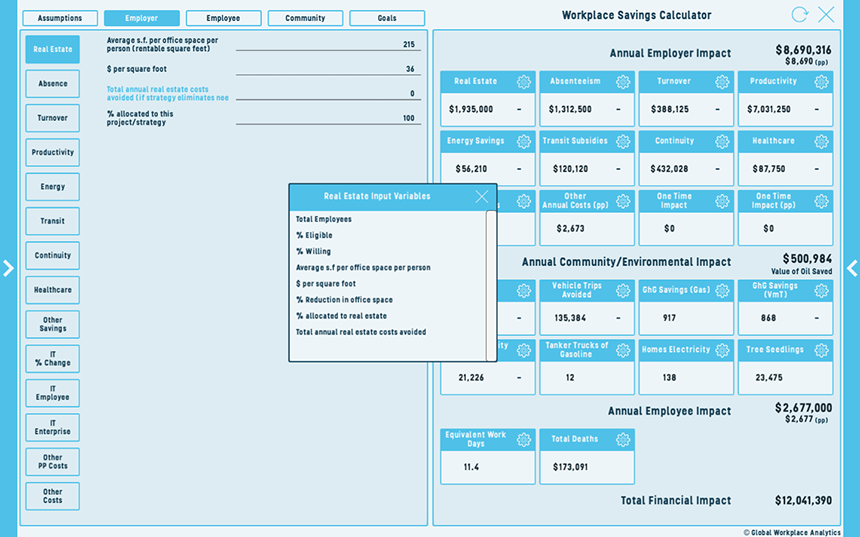 Assumptions
Employer
Employee
Community
Goals
Workplace Savings Calculator
Real Estate
Absence
Turnover
Productivity
Energy
Transit
Continuity
Healthcare
Other
Savings
IT
% Change
IT
Employee
IT
Enterprise
Other
PP Costs
Other
Costs
Average s.f. per office space per
person (rentable square feet)
215
$ per square foot
36
Total annual real estate costs
avoided (if strategy eliminates nee
0
% allocated to this
project/strategy
100
Real Estate Input Variables
Total Employees
% Eligible
% Willing
Average s.f per office space per person
$ per square foot
% Reduction in office space
% allocated to real estate
Total annual real estate costs avoided
Annual Employer Impact
$8,690,316
$8,690 (pp)
Real Estate
Absenteeism
Turnover
Productivity
$1,935,000 -
$1,312,500 -
$388,125 -
$7,031,250 -
Energy Savings
Transit Subsidies
Continuity
Healthcare
$56,210 -
$120,120 -
$432,028 -
$87,750 -
s
Other
Annual Costs (pp)
One Time
Impact
One Time
Impact (pp)
$2,673
$0
$0
Annual Community/Environmental Impact
$500,984
Value of Oil Saved
Vehicle Trips
Avoided
GhG Savings (Gas)
GhG Savings
(VmT)
-
135,384 -
917
868 -
ity
Tanker Trucks of
Gasoline
Homes Electricity
Tree Seedlings
21,226 -
12
138
23,475
Annual Employee Impact
$2,677,000
$2,677 (pp)
Equivalent Work
Days
Total Deaths
11.4
$173,091
Total Financial Impact
$12,041,390
© Global Workplace Analytics